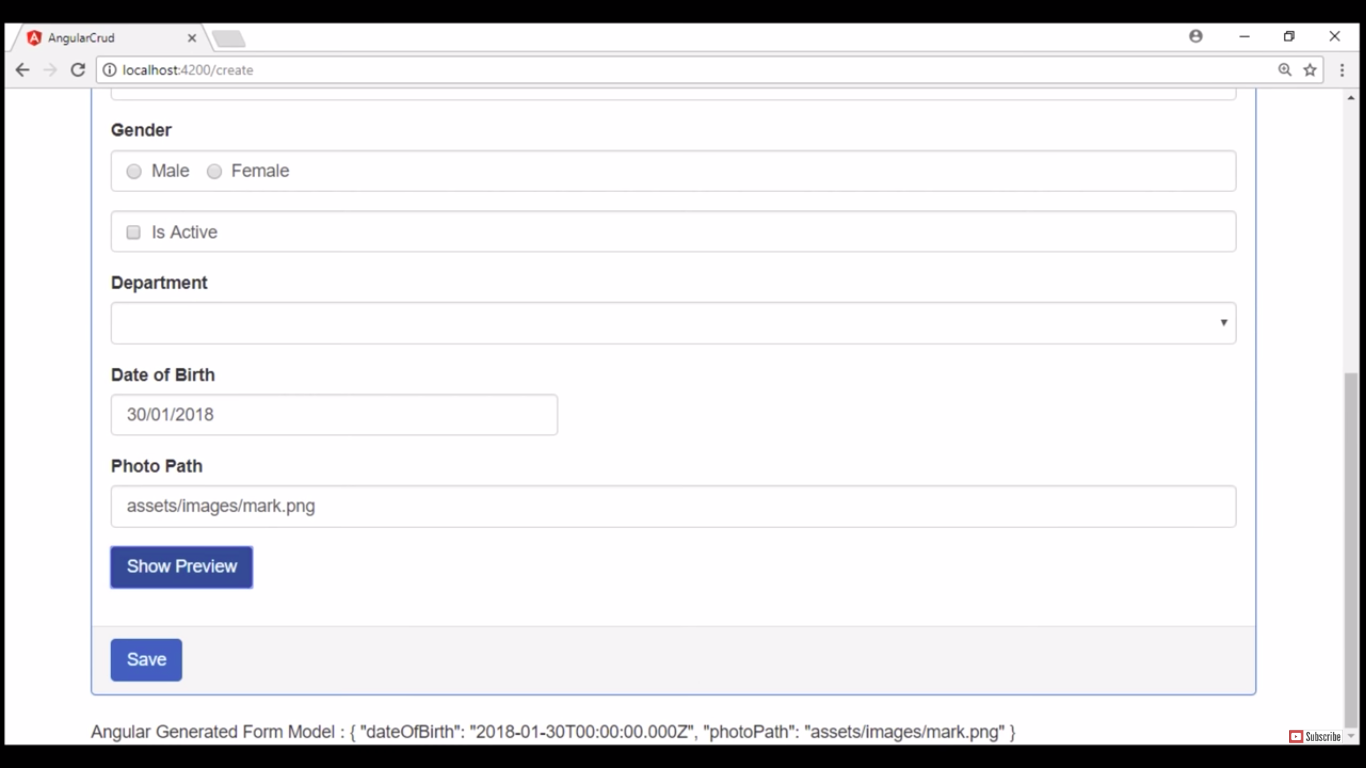 AngularCrud
localhost:4200/create
Gender
Male Female
Is Active
Department
Date of Birth
30/01/2018
Photo Path
assets/images/mark.png
Show Preview
Save
Angular Generated Form Model : { "dateOfBirth": "2018-01-30T00:00:00.000Z", "photoPath": "assets/images/mark.png" }
Subscribe